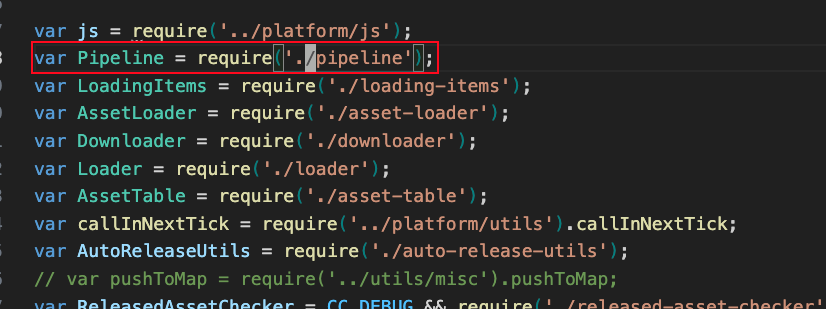 var js = require('../platform/js');
var Pipeline = require('./pipeline');
var LoadingItems = require('./loading-items');
var AssetLoader = require('./asset-loader');
var Downloader = require('./downloader');
var Loader = require('./loader');
var AssetTable = require('./asset-table');
var callInNextTick = require('../platform/utils').callInNextTick;
var AutoReleaseUtils = require('./auto-release-utils');
// var pushToMap = require('../utils/misc').pushToMap;
var ReleasedAssetChecker = CC_DEBUG && require('./released-asset-checker'